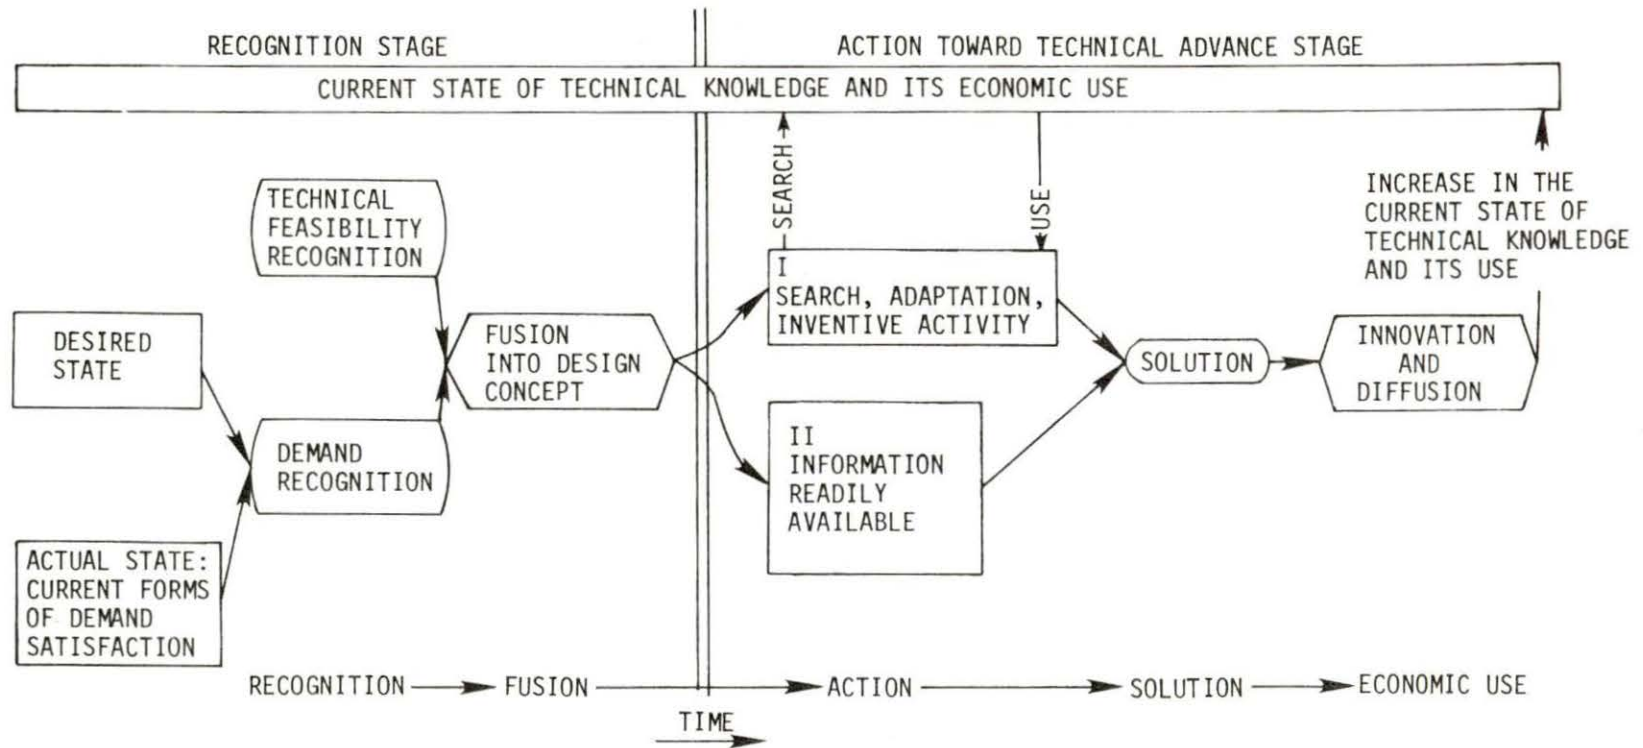 RECOGNITION STAGE
ACTION TOWARD TECHNICAL ADVANCE STAGE
CURRENT STATE OF TECHNICAL KNOWLEDGE AND ITS ECONOMIC USE
TECHNICAL
FEASIBILITY
RECOGNITION
DESIRED
STATE
DEMAND
RECOGNITION
ACTUAL STATE:
CURRENT FORMS
OF DEMAND
SATISFACTION
FUSION
INTO DESIGN
CONCEPT
SEARCH
USE
I
SEARCH, ADAPTATION,
INVENTIVE ACTIVITY
II
INFORMATION
READILY
AVAILABLE
SOLUTION
INNOVATION
AND
DIFFUSION
INCREASE IN THE
CURRENT STATE OF
TECHNICAL KNOWLEDGE
AND ITS USE
RECOGNITION FUSION ACTION SOLUTION ECONOMIC USE
TIME